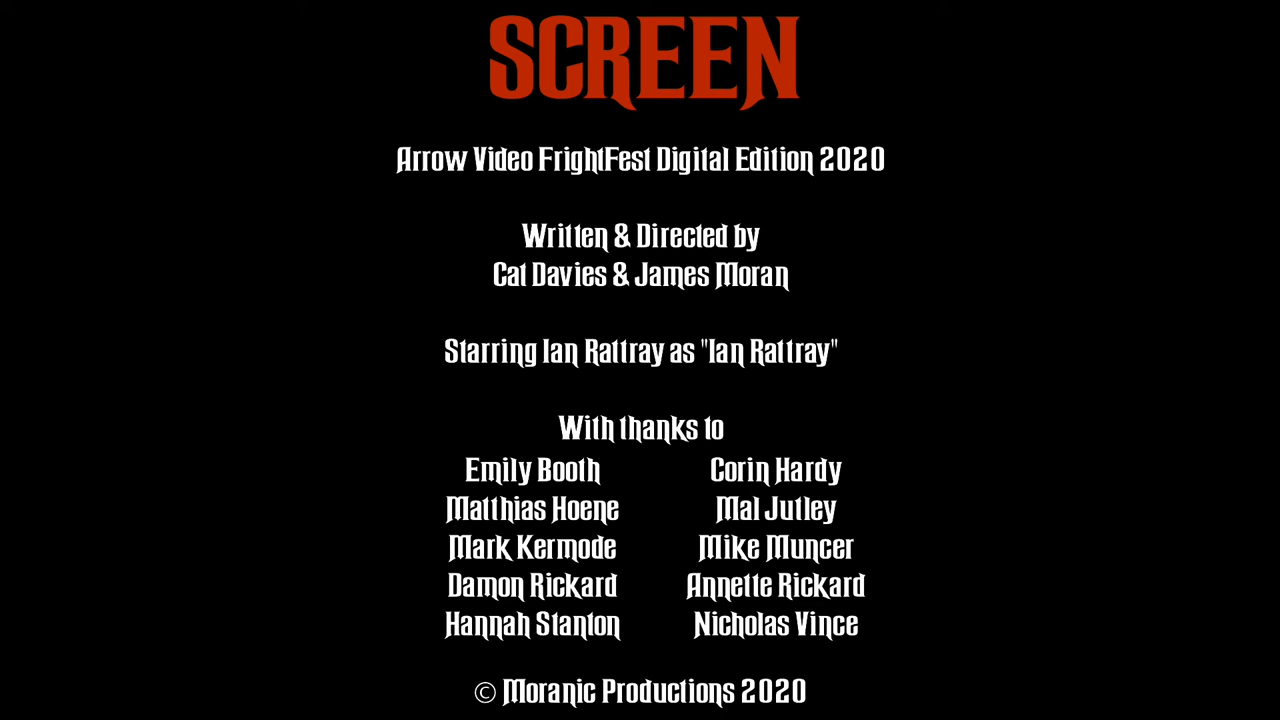 SCREEN
Arrow Video FrightFest Digital Edition 2020
Written & Directed by
Cat Davies & James Moran
Starring Ian Rattray as "Ian Rattray"
With thanks to
Emily Booth Corin Hardy
Matthias Hoene Mal Jutley
Mark Kermode Mike Muncer
Damon Rickard Annette Rickard
Hannah Stanton Nicholas Vince
© Moranic Productions 2020